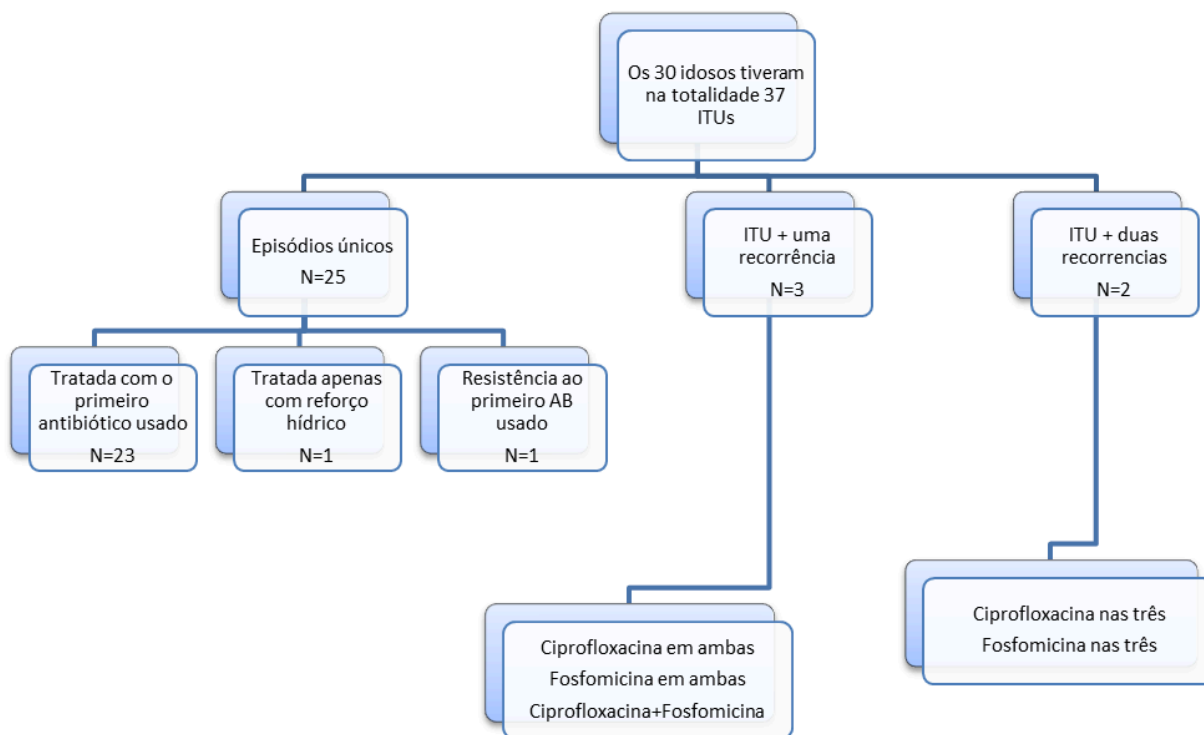 Os 30 idosos tiveram
na totalidade 37
ITUs
Episódios únicos
N=25
ITU + uma
recorrência
N=3
ITU + duas
recorrencias
N=2
Tratada com o
primeiro
antibiótico usado
N=23
Tratada apenas
com reforço
hídrico
N=1
Resistência ao
primeiro AB
usado
N=1
Ciprofloxacina em ambas
Fosfomicina em ambas
Ciprofloxacina+Fosfomicina
Ciprofloxacina nas três
Fosfomicina nas três